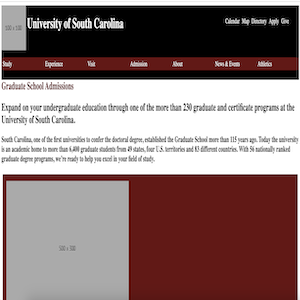 University of South Carolina
Calendar Map Directory Apply Give
Study Experience Visit Admission About News & Events Athletics
Graduate School Admissions
Expand on your undergraduate education through one of the more than 230 graduate and certificate programs at the
University of South Carolina.
South Carolina, one of the first universities to confer the doctoral degree, established the Graduate School more than 115 years ago. Today the university
is an academic home to more than 6,400 graduate students from 49 states, four U.S. territories and 83 different countries. With 56 nationally ranked
graduate degree programs, we're ready to help you excel in your field of study.